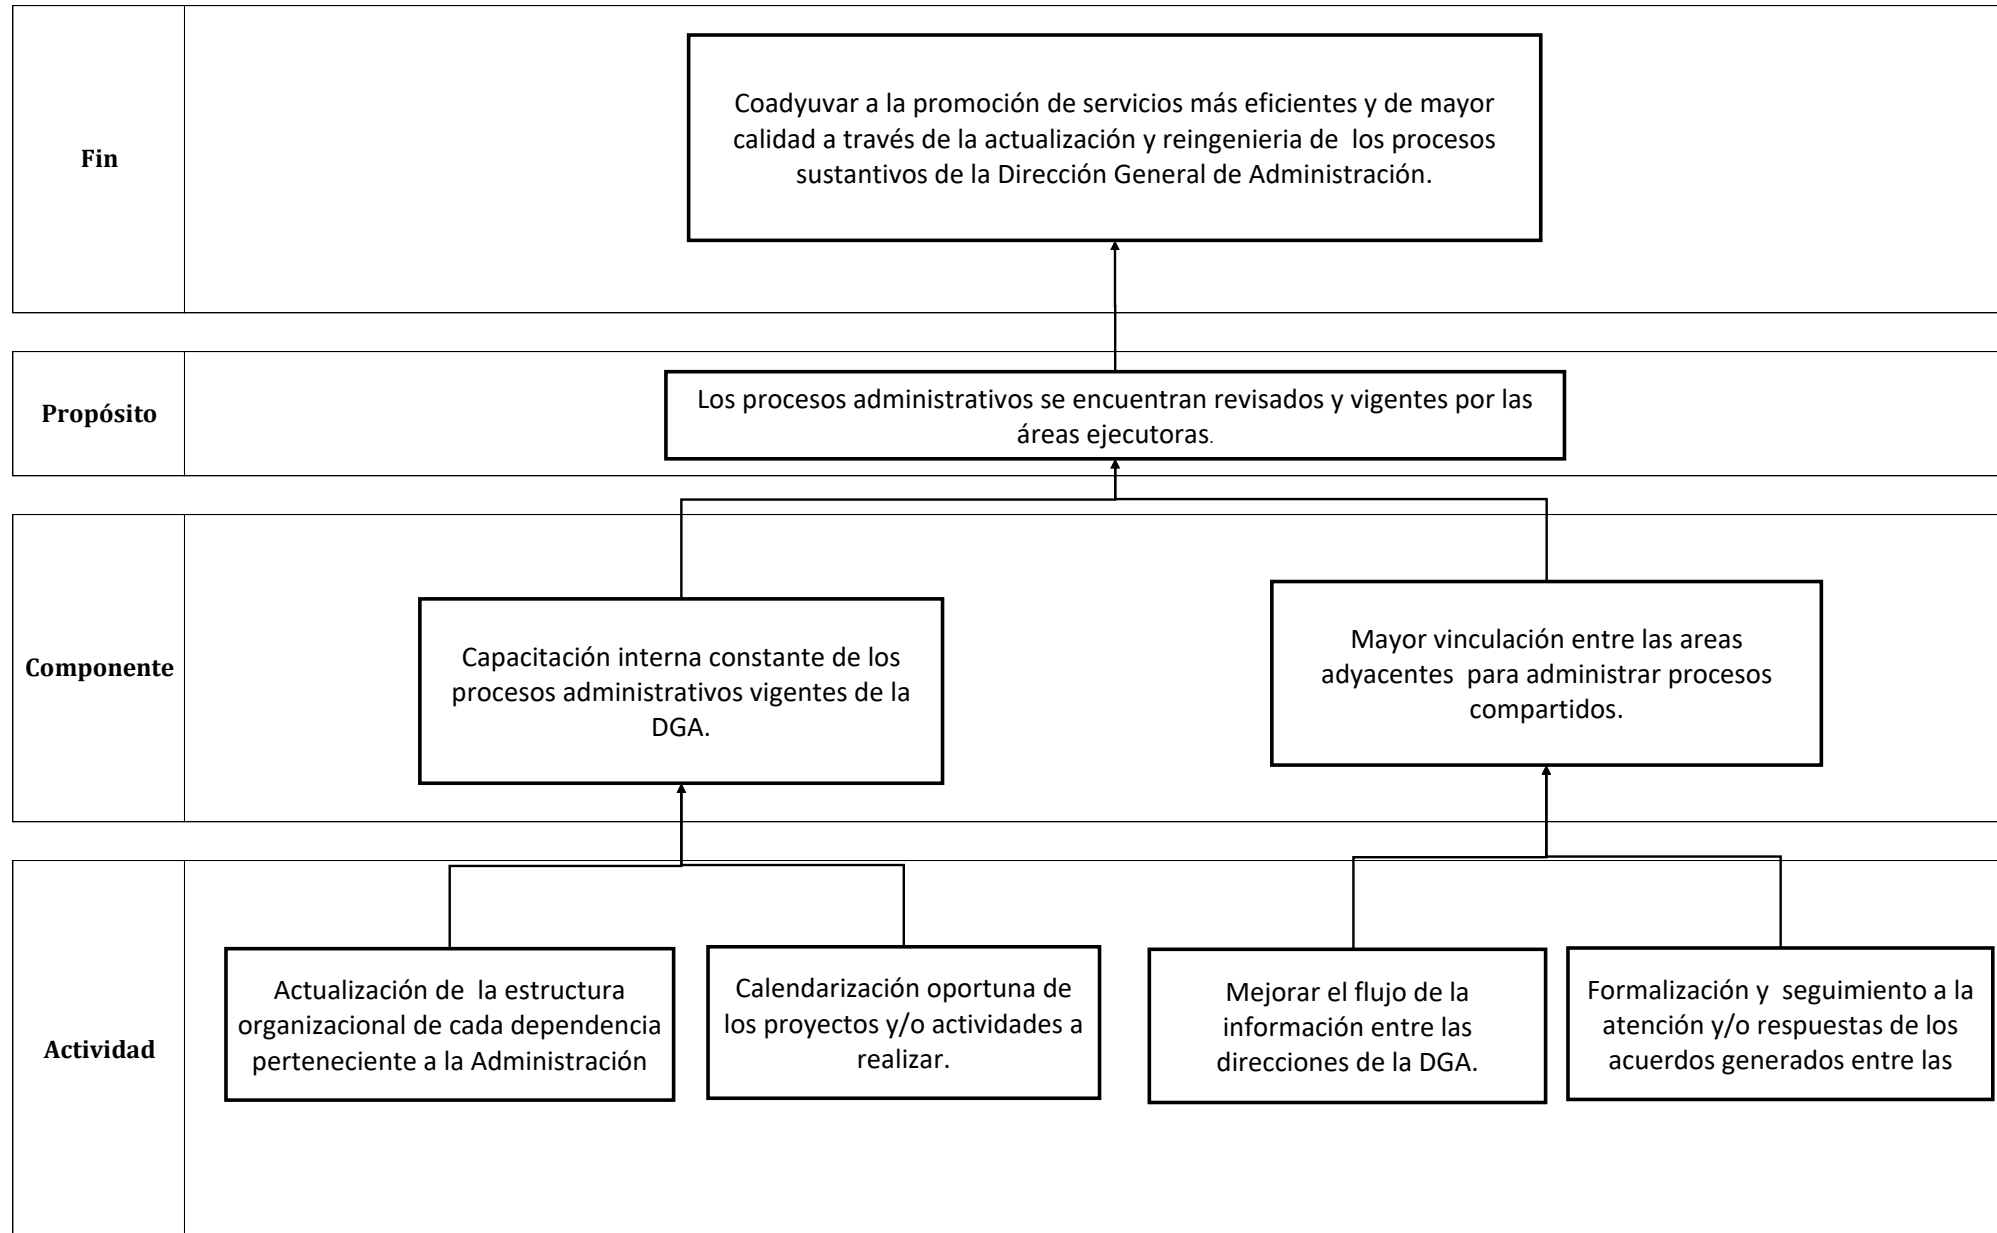 Fin
Coadyuvar a la promoción de servicios más eficientes y de mayor
calidad a través de la actualización y reingenieria de  los procesos
sustantivos de la Dirección General de Administración.
Propósito
Los procesos administrativos se encuentran revisados y vigentes por las
áreas ejecutoras.
Componente
Capacitación interna constante de los
procesos administrativos vigentes de la
DGA.
Mayor vinculación entre las areas
adyacentes  para administrar procesos
compartidos.
Actividad
Actualización de  la estructura
organizacional de cada dependencia
perteneciente a la Administración
Calendarización oportuna de
los proyectos y/o actividades a
realizar.
Mejorar el flujo de la
información entre las
direcciones de la DGA.
Formalización y  seguimiento a la
atención y/o respuestas de los
acuerdos generados entre las